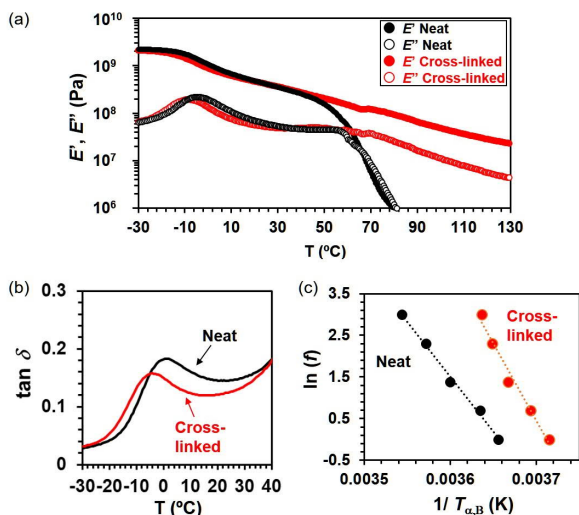 (a)
10¹⁰
10⁹
10⁸
10⁷
10⁶
E', E'' (Pa)
E' Neat
E'' Neat
E' Cross-linked
E'' Cross-linked
-30 -10 10 30 50 70 90 110 130
T (ºC)
(b)
0.3
0.2
0.1
0
tan δ
Neat
Cross-
linked
-30 -20 -10 0 10 20 30 40
T (ºC)
(c)
3.5
2.5
1.5
0.5
-0.5
ln (f)
Neat
Cross-
linked
0.0035 0.0036 0.0037
1/ Tα,B (K)